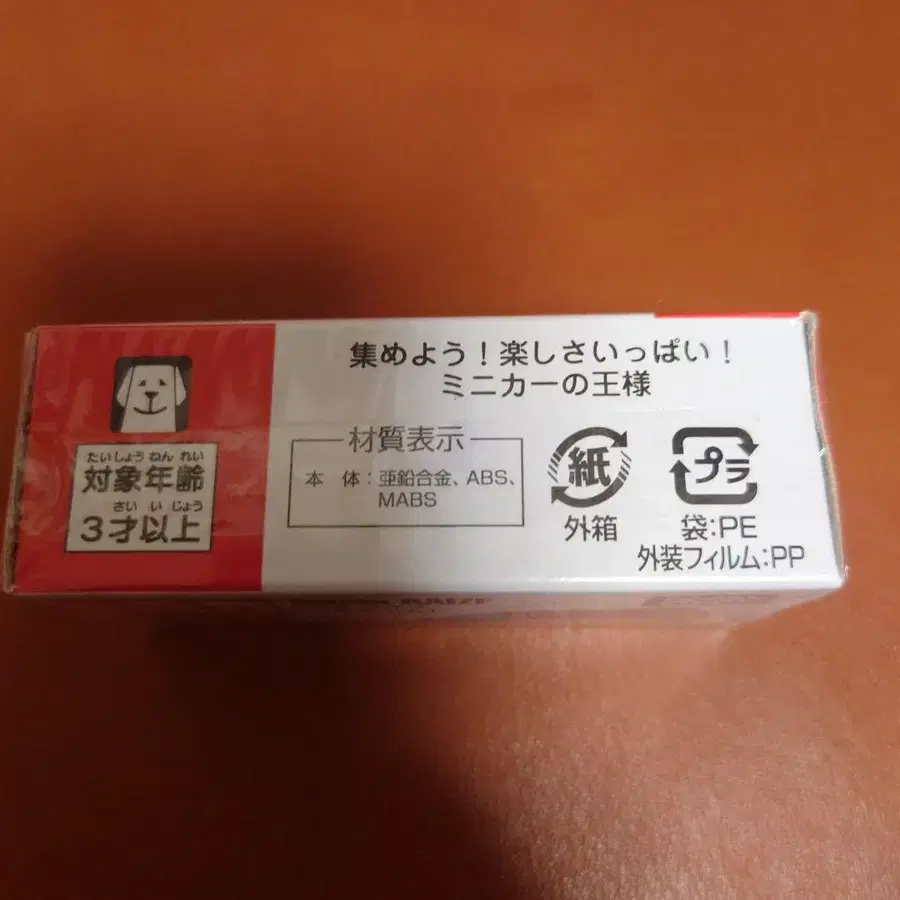 集めよう！楽しさいっぱい！
ミニカーの王様
たいしょう ねん れい
対象年齢
さい い じょう
3才以上
材質表示
本　体：亜鉛合金、ABS、
MABS
紙
外箱
プラ
袋：PE
外装フィルム：PP
RAIZE